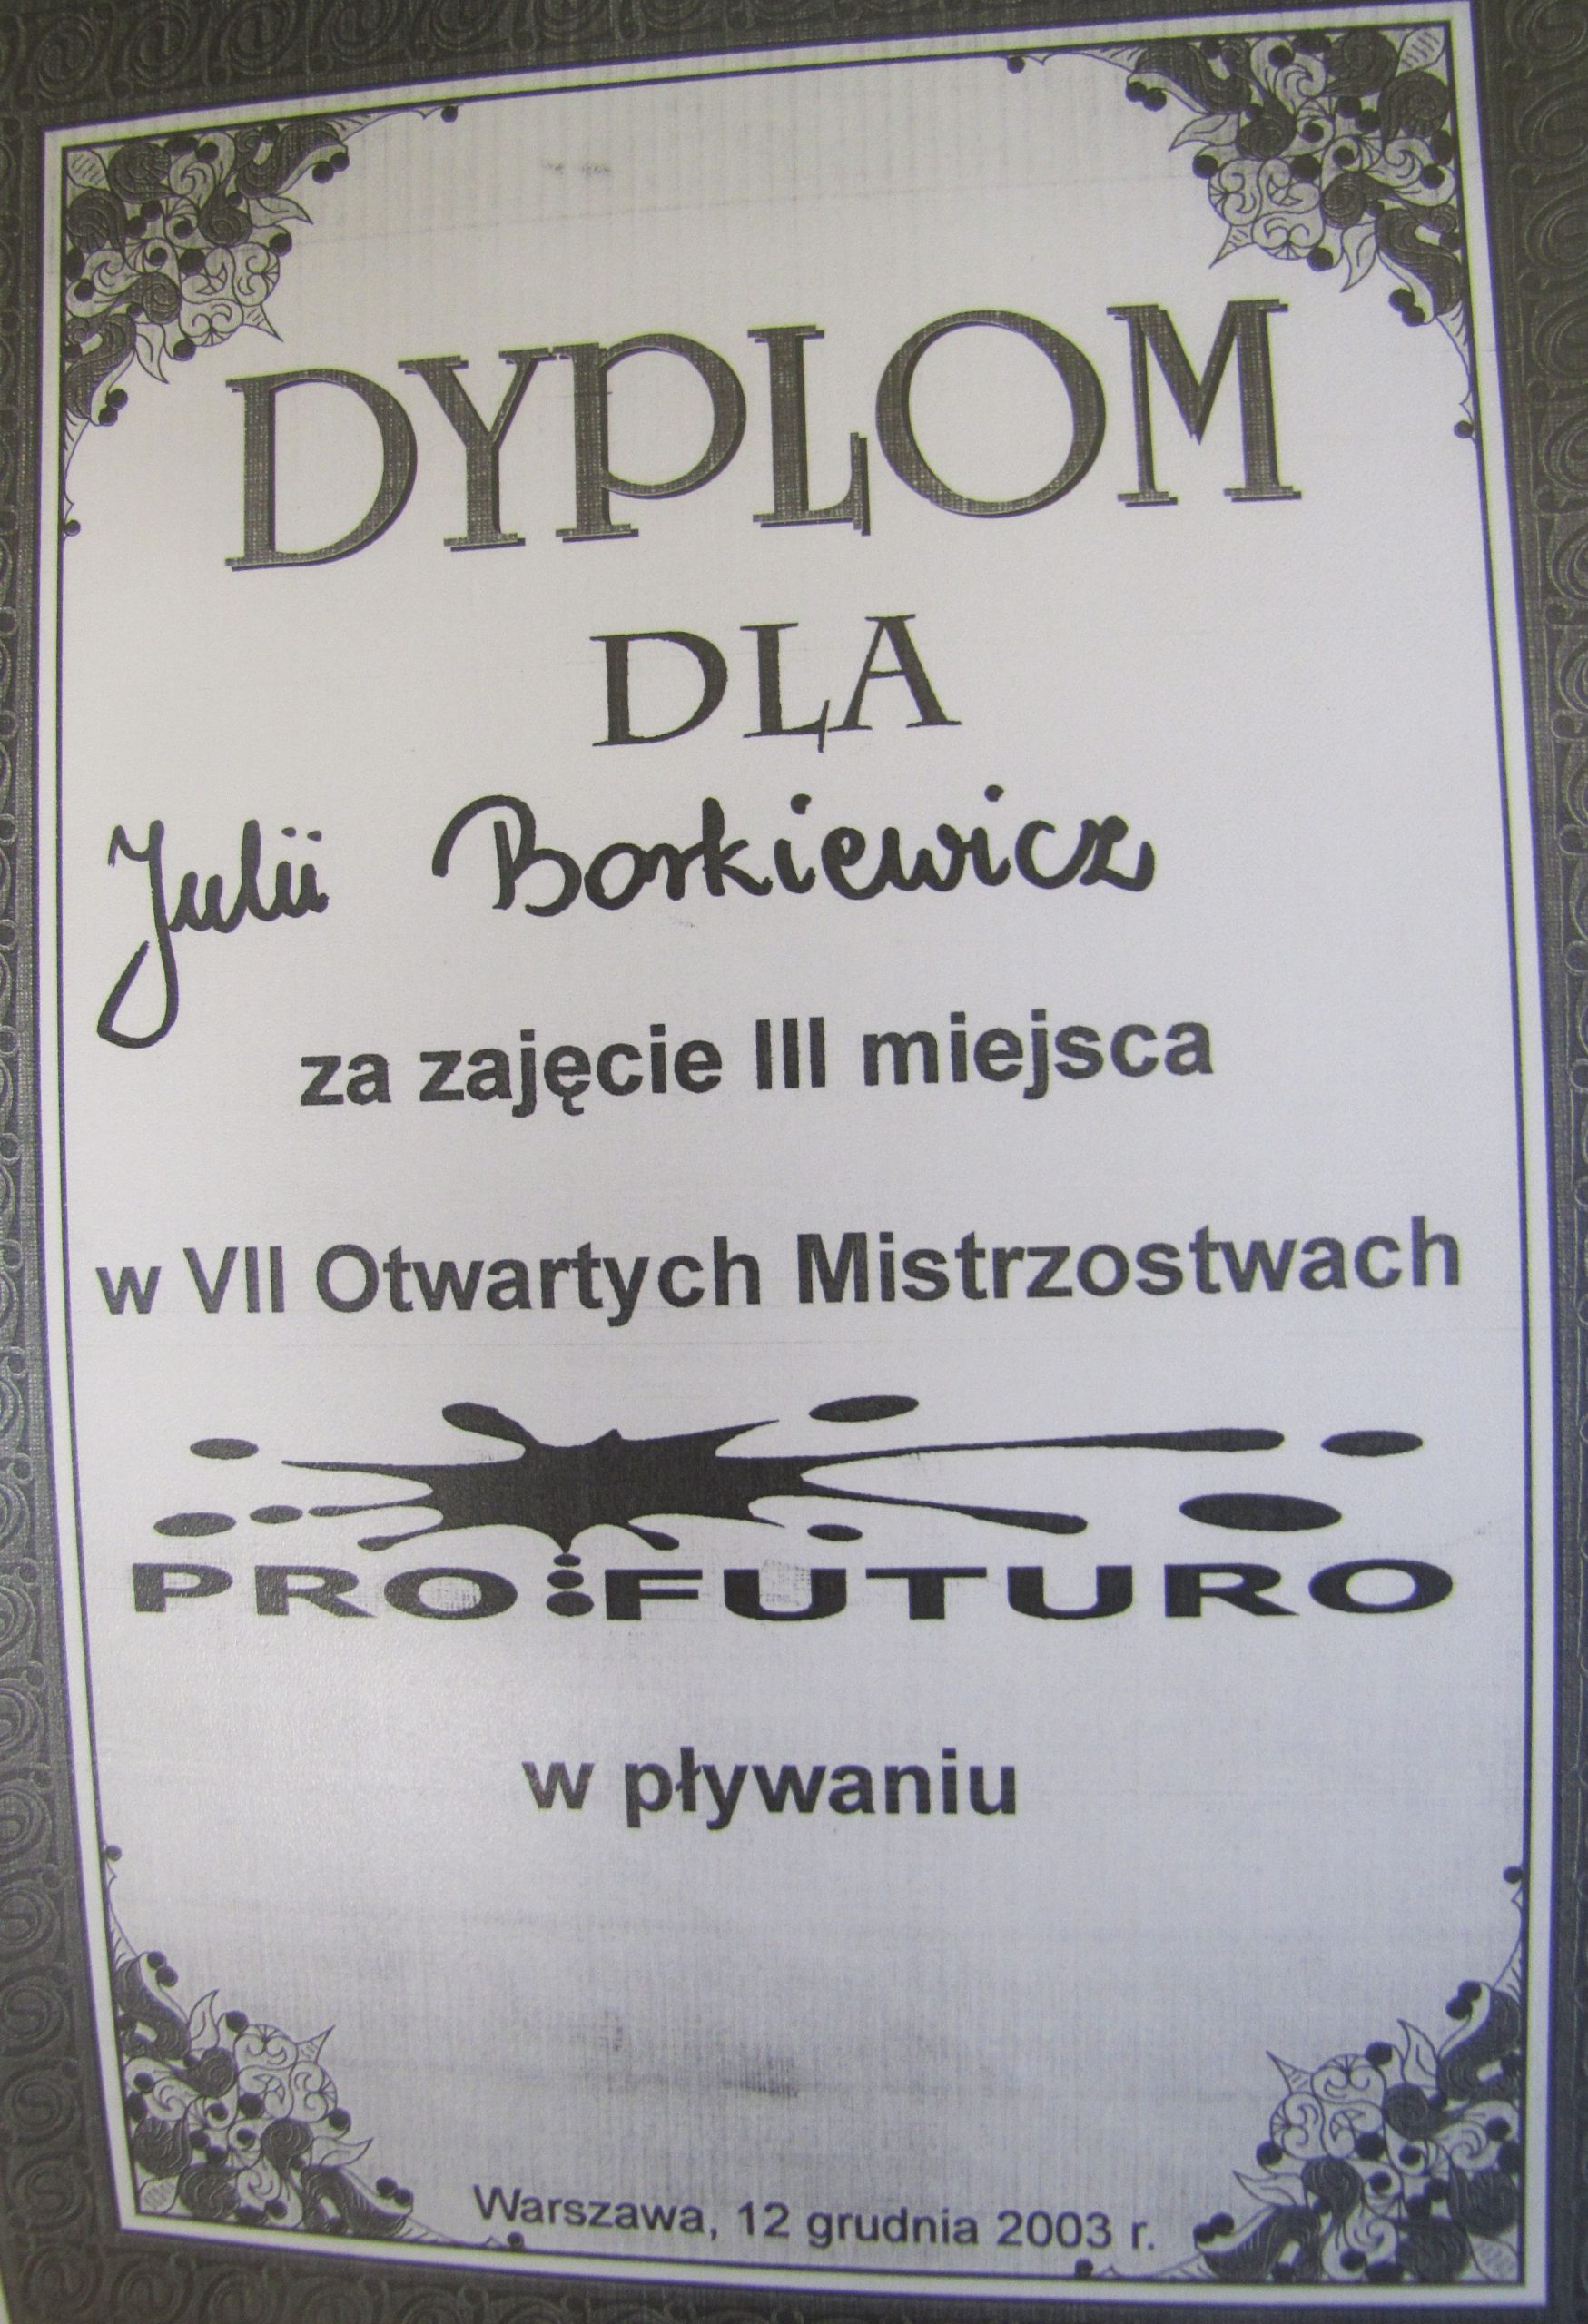 DYPLOM
DLA
Julii Borkiewicz
za zajęcie III miejsca
w VII Otwartych Mistrzostwach
PRO FUTURO
w pływaniu
Warszawa, 12 grudnia 2003 r.